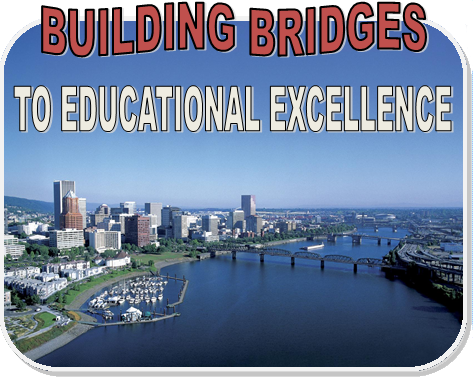 BUILDING BRIDGES
TO EDUCATIONAL EXCELLENCE